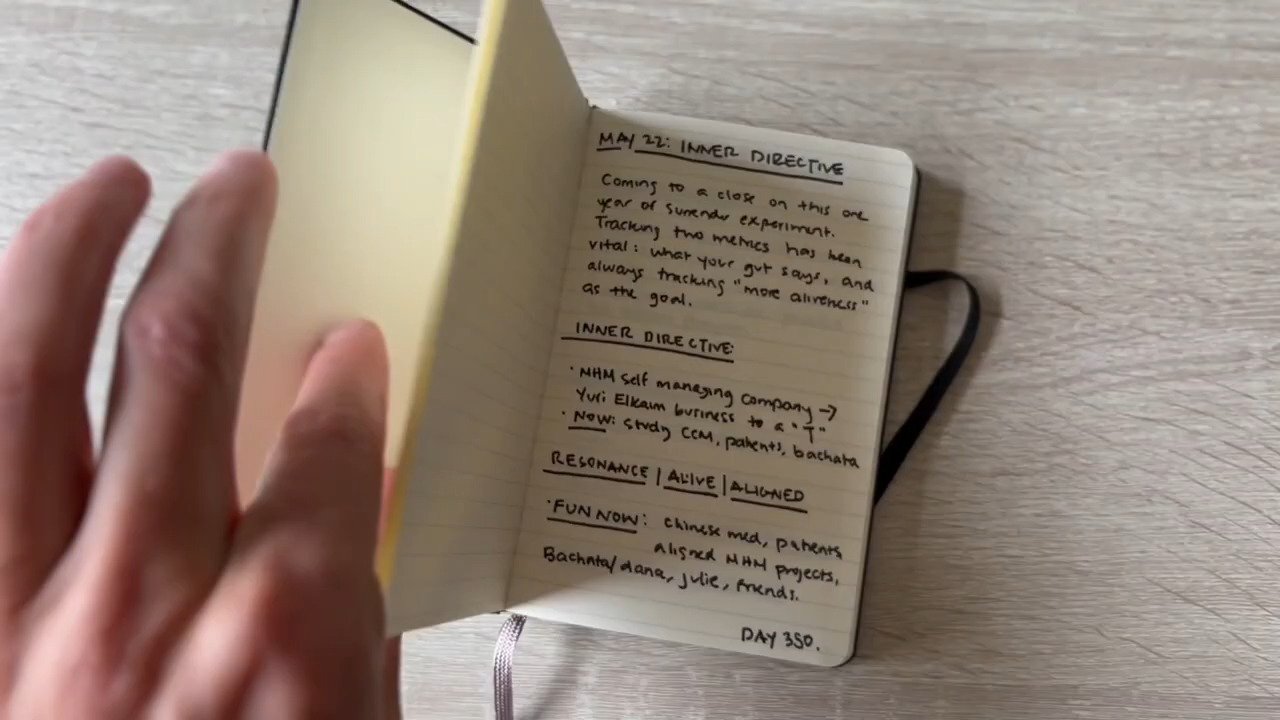 MAY 22: INNER DIRECTIVE
Coming to a close on this one
year of surrender experiment.
Tracking two metrics has been
vital: what your gut says, and
always tracking "more aliveness"
as the goal.
INNER DIRECTIVE:
· NHM self managing company →
Yuri Elkaim business to a "T"
· NOW: study CCM, patents, bachata
RESONANCE | ALIVE | ALIGNED
· FUN NOW: Chinese med, patents
aligned NHM projects,
Bachata/dana, julie, friends.
DAY 350.